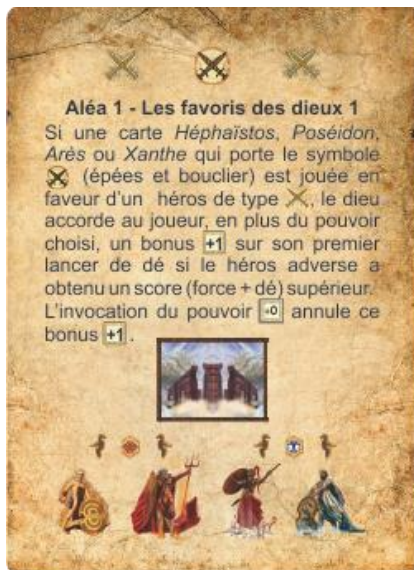 Aléa 1 - Les favoris des dieux 1
Si une carte Héphaïstos, Poséidon,
Arès ou Xanthe qui porte le symbole
(épées et bouclier) est jouée en
faveur d'un héros de type , le dieu
accorde au joueur, en plus du pouvoir
choisi, un bonus +1 sur son premier
lancer de dé si le héros adverse a
obtenu un score (force + dé) supérieur.
L'invocation du pouvoir +0 annule ce
bonus +1.